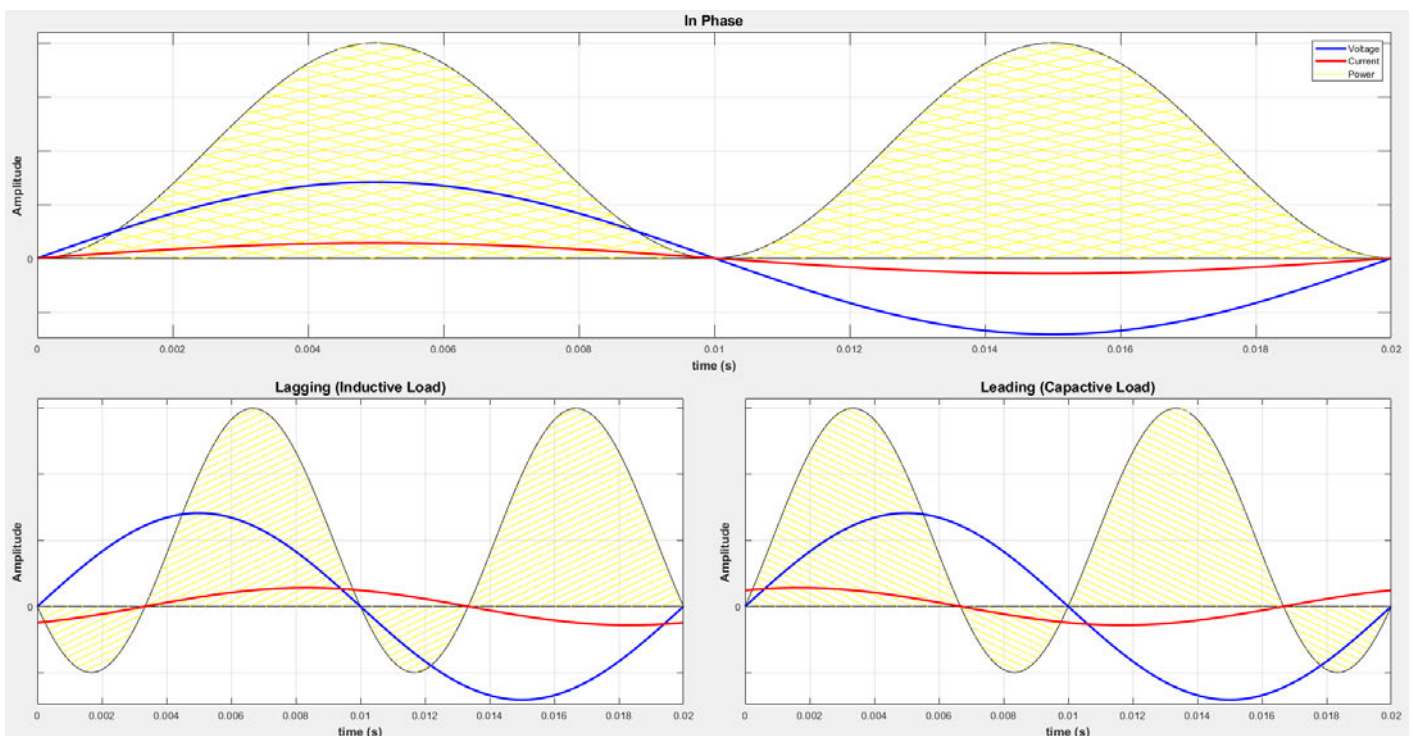 In Phase
Voltage
Current
Power
Amplitude
0
0 0.002 0.004 0.006 0.008 0.01 0.012 0.014 0.016 0.018 0.02
time (s)
Lagging (Inductive Load)
Amplitude
0
0 0.002 0.004 0.006 0.008 0.01 0.012 0.014 0.016 0.018 0.02
time (s)
Leading (Capactive Load)
Amplitude
0
0 0.002 0.004 0.006 0.008 0.01 0.012 0.014 0.016 0.018 0.02
time (s)